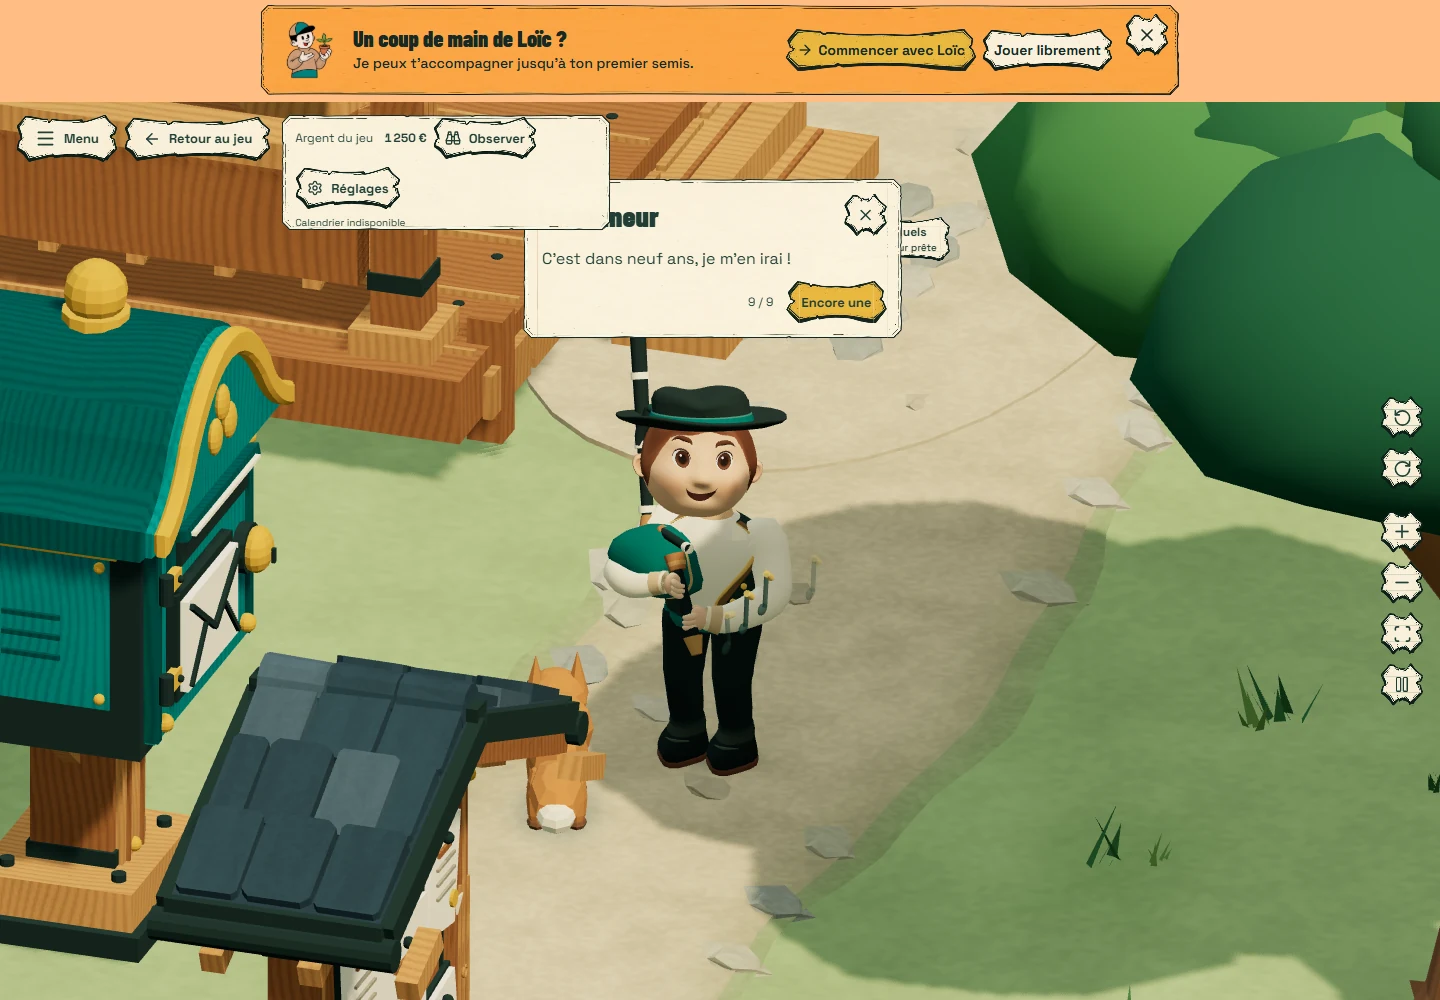 Un coup de main de Loïc ?
Je peux t'accompagner jusqu'à ton premier semis.
Commencer avec Loïc
Jouer librement
Menu
Retour au jeu
Argent du jeu 1 250 € Observer
Réglages
Calendrier indisponible
C'est dans neuf ans, je m'en irai !
9 / 9
Encore une
prête